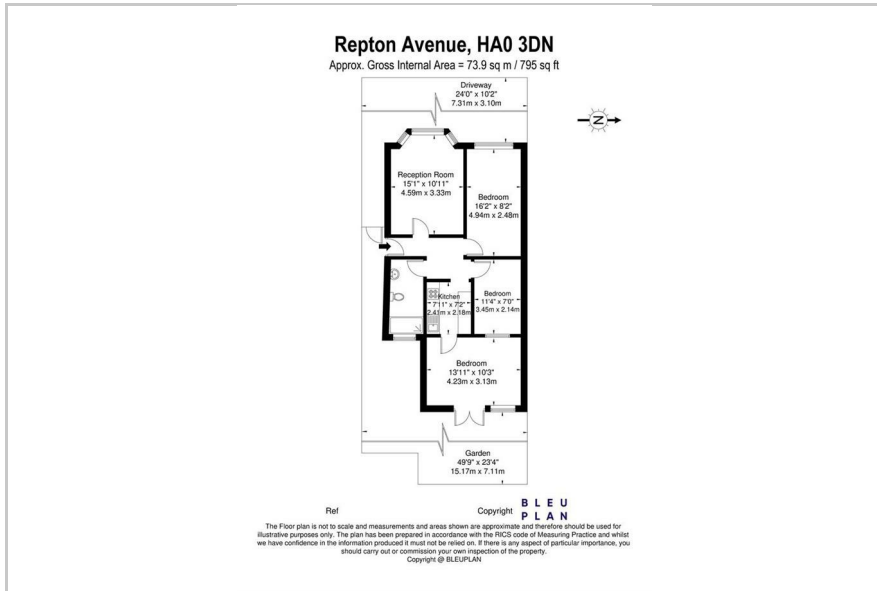 Repton Avenue, HA0 3DN
Approx. Gross Internal Area = 73.9 sq m / 795 sq ft
Driveway
24'0" x 10'2"
7.31m x 3.10m
N
Reception Room
15'1" x 10'11"
4.59m x 3.33m
Bedroom
16'2" x 8'2"
4.94m x 2.48m
Kitchen
7'11" x 7'2"
2.41m x 2.18m
Bedroom
11'4" x 7'0"
3.45m x 2.14m
Bedroom
13'11" x 10'3"
4.23m x 3.13m
Garden
49'9" x 23'4"
15.17m x 7.11m
Ref
Copyright
BLEU
PLAN
The Floor plan is not to scale and measurements and areas shown are approximate and therefore should be used for
illustrative purposes only. The plan has been prepared in accordance with the RICS code of Measuring Practice and whilst
we have confidence in the information produced it must not be relied on. If there is any aspect of particular importance, you
should carry out or commission your own inspection of the property.
Copyright @ BLEUPLAN